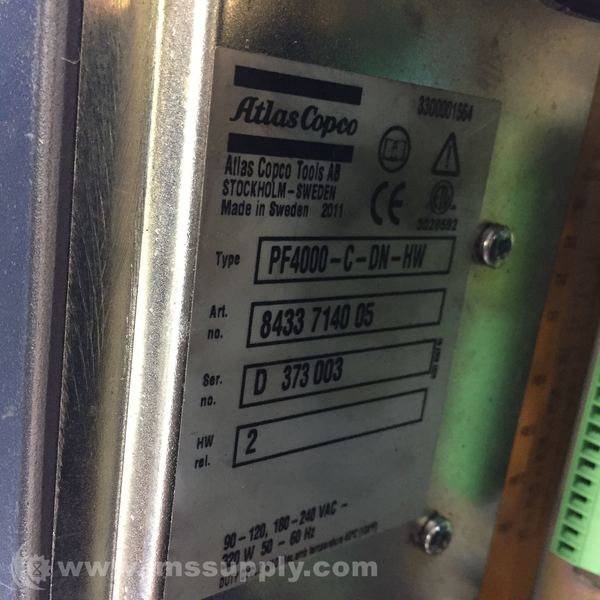 Atlas Copco
3300001564
Atlas Copco Tools AB
STOCKHOLM-SWEDEN
Made in Sweden 2011
CE
3028592
Type PF4000-C-DN-HW
Art. no. 8433 7140 05
Ser. no. D 373 003
HW rel. 2
90-120, 180-240 VAC ~
320 W 50 - 60 Hz
www.imssupply.com